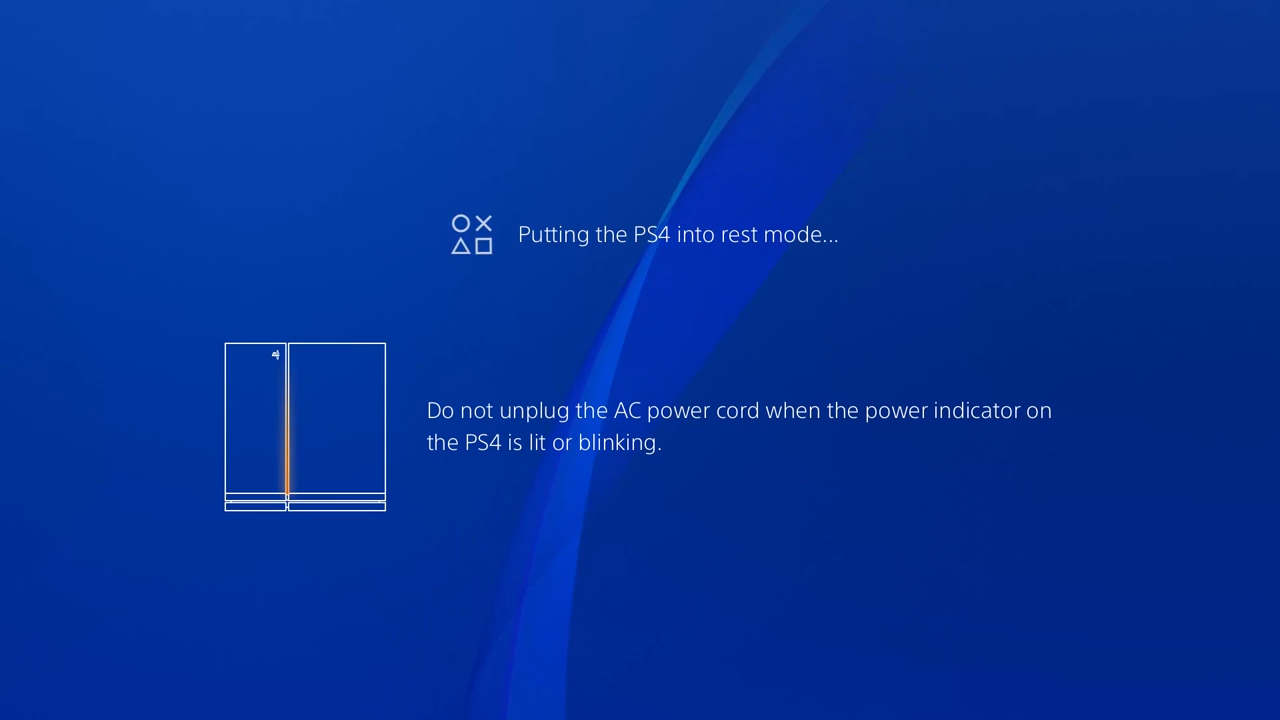 Putting the PS4 into rest mode...
Do not unplug the AC power cord when the power indicator on
the PS4 is lit or blinking.